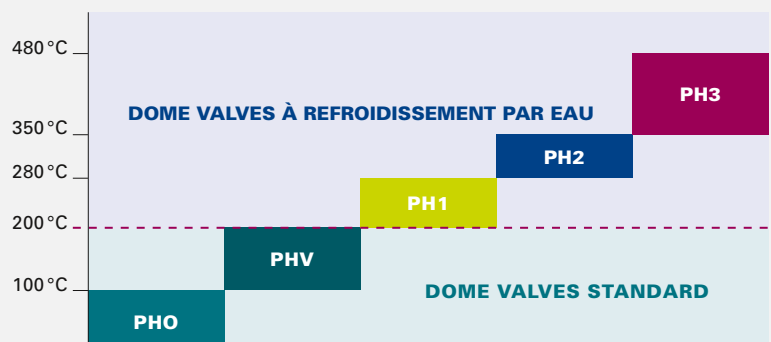 480 °C
PH3
DOME VALVES À REFROIDISSEMENT PAR EAU
350 °C
PH2
280 °C
PH1
200 °C
PHV
100 °C
DOME VALVES STANDARD
PHO